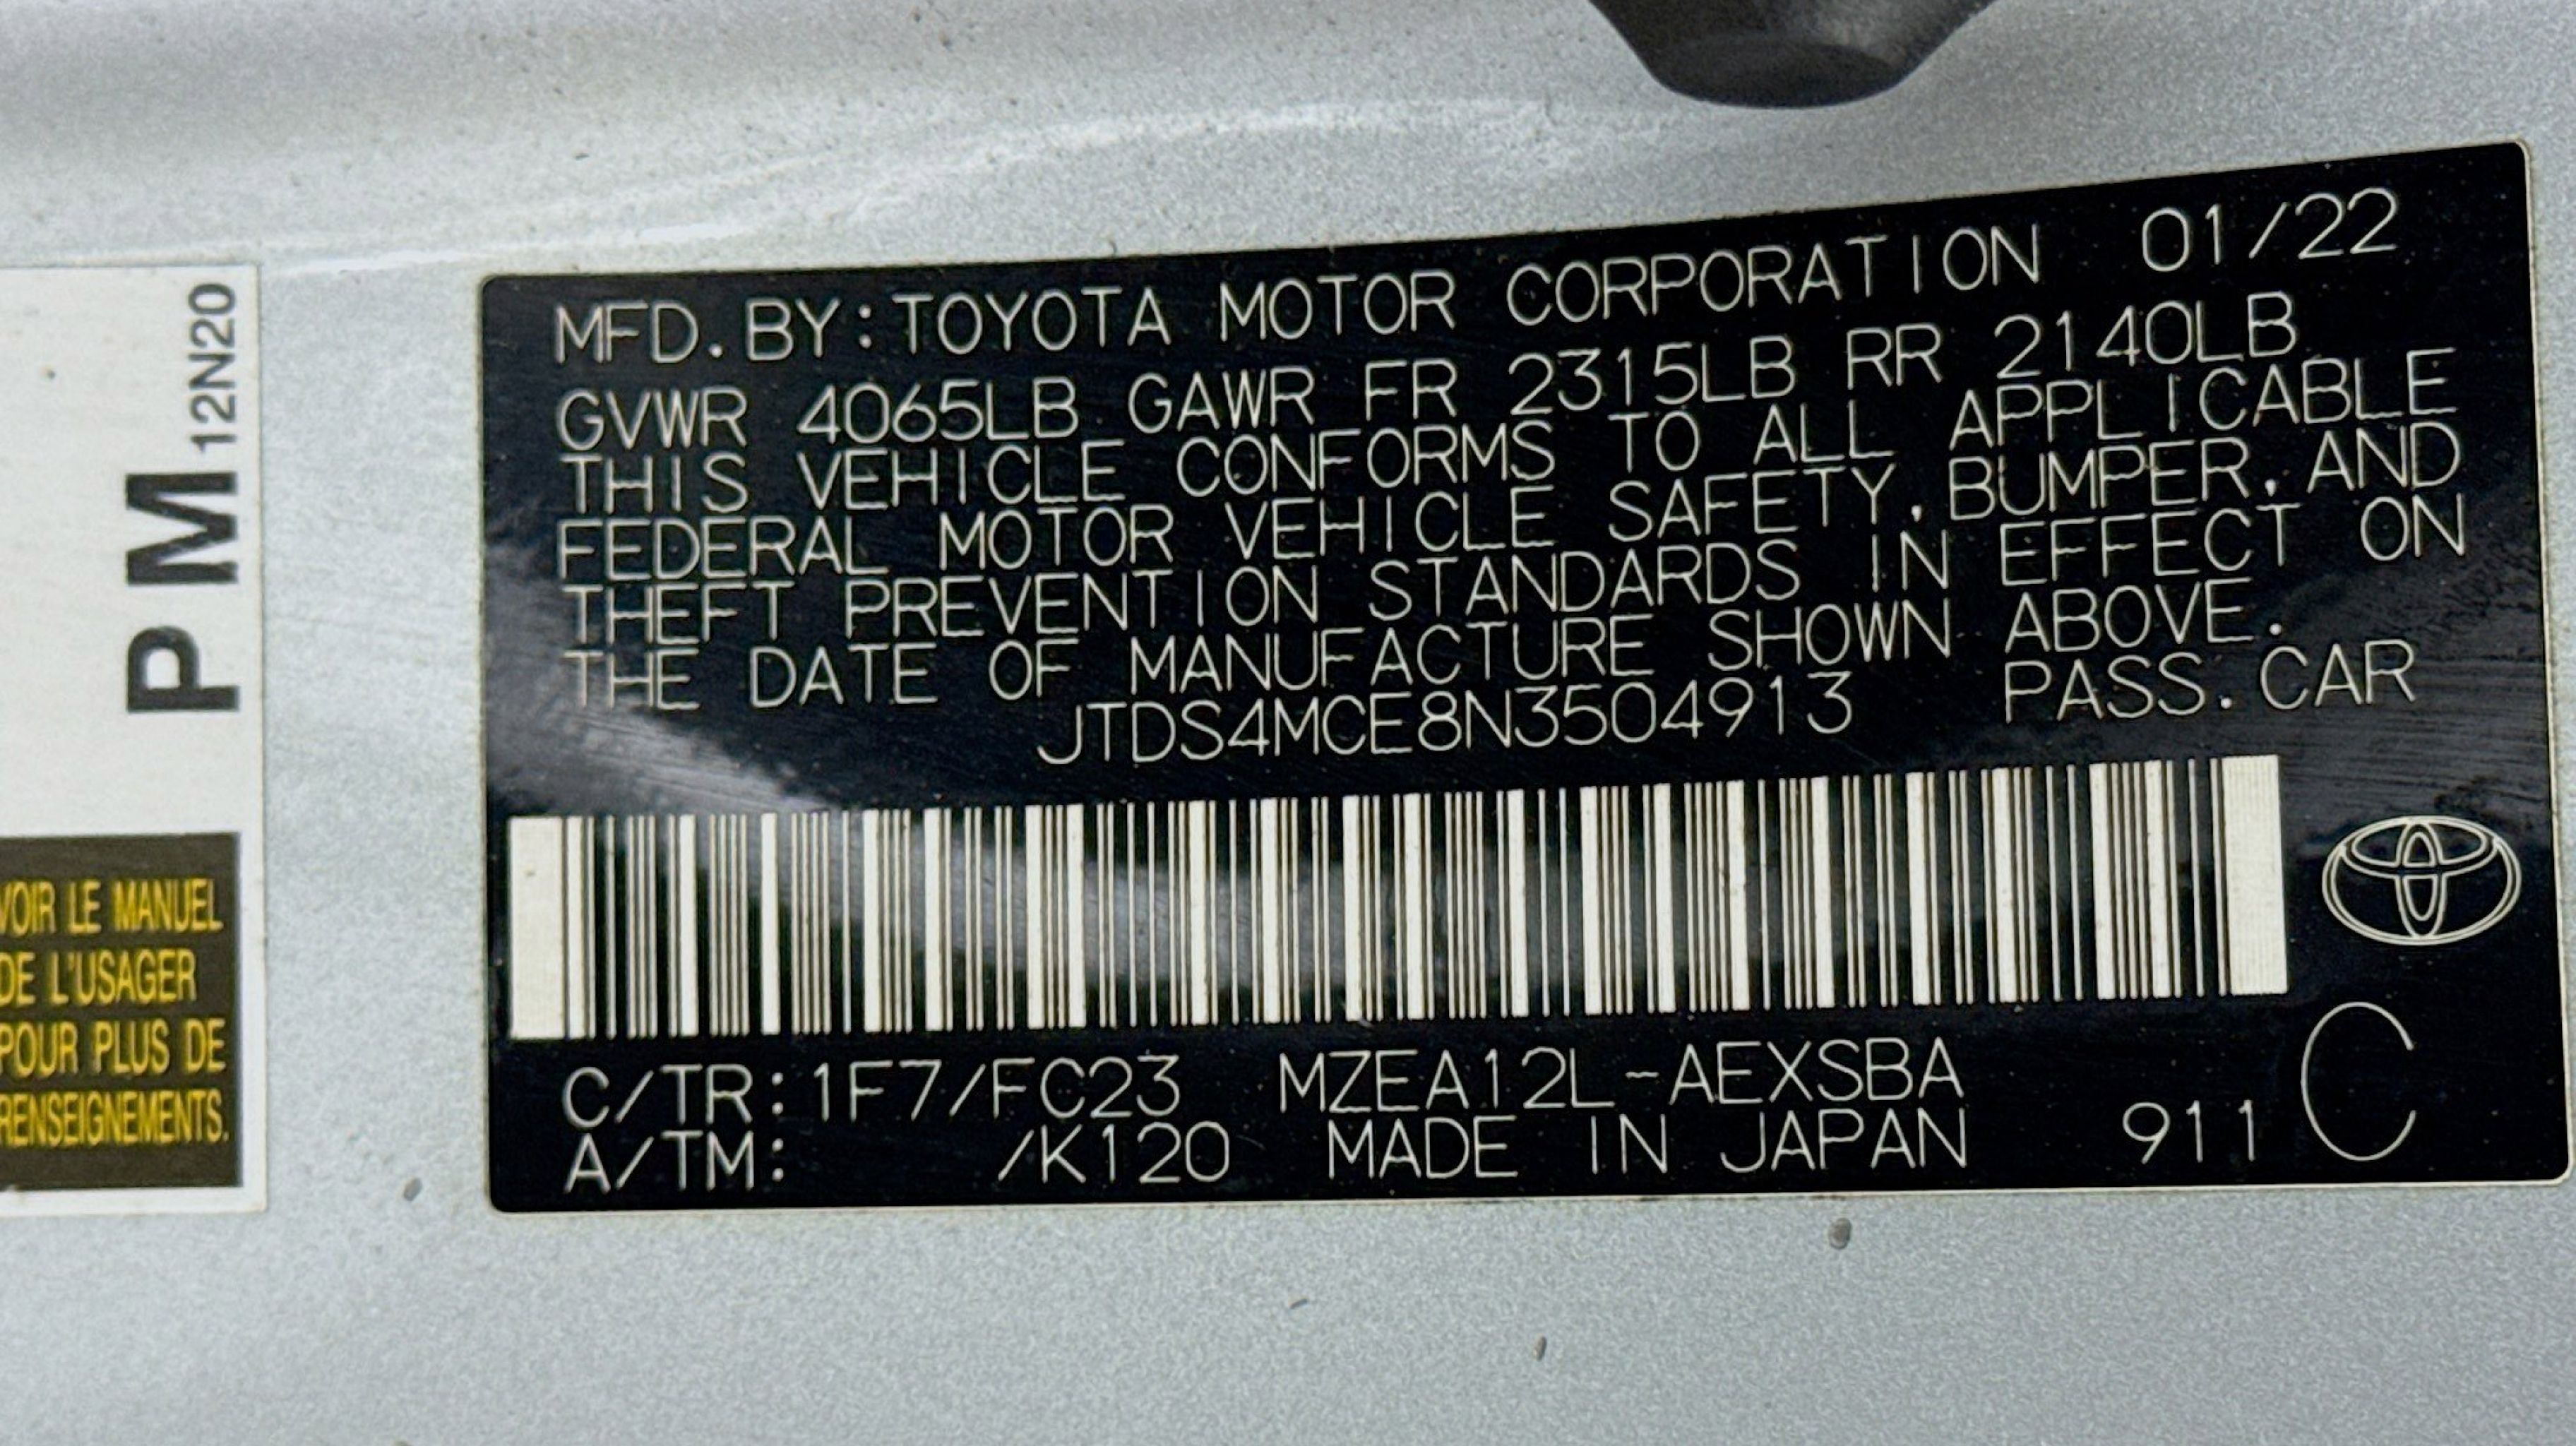 12N20
P M
VOIR LE MANUEL
DE L'USAGER
POUR PLUS DE
RENSEIGNEMENTS.
MFD.BY:TOYOTA MOTOR CORPORATION 01/22
GVWR 4065LB GAWR FR 2315LB RR 2140LB
THIS VEHICLE CONFORMS TO ALL APPLICABLE
FEDERAL MOTOR VEHICLE SAFETY,BUMPER,AND
THEFT PREVENTION STANDARDS IN EFFECT ON
THE DATE OF MANUFACTURE SHOWN ABOVE.
JTDS4MCE8N3504913 PASS.CAR
C/TR:1F7/FC23 MZEA12L-AEXSBA
A/TM: /K120 MADE IN JAPAN 911 C